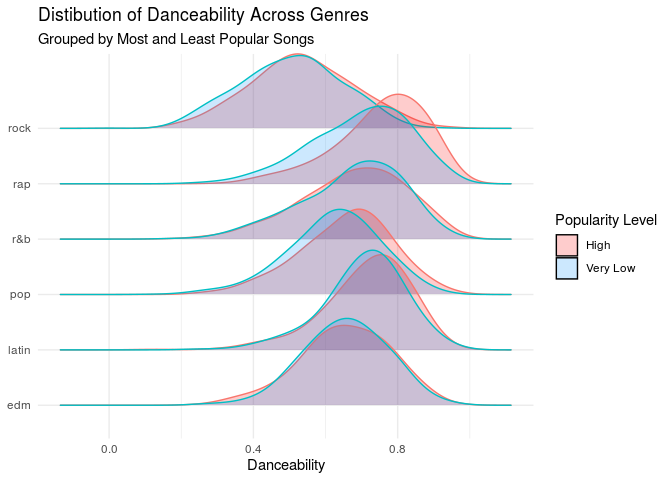 Distibution of Danceability Across Genres
Grouped by Most and Least Popular Songs
rock
rap
r&b
pop
latin
edm
0.0 0.4 0.8
Danceability
Popularity Level
High
Very Low